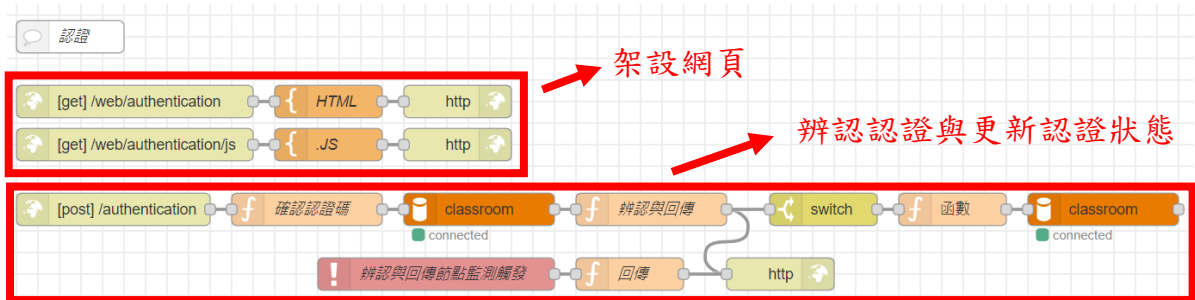 認證
架設網頁
[get] /web/authentication
HTML
http
[get] /web/authentication/js
.JS
http
辨認認證與更新認證狀態
[post] /authentication
確認認證碼
classroom
辨認與回傳
switch
函數
classroom
connected
connected
辨認與回傳節點監測觸發
回傳
http